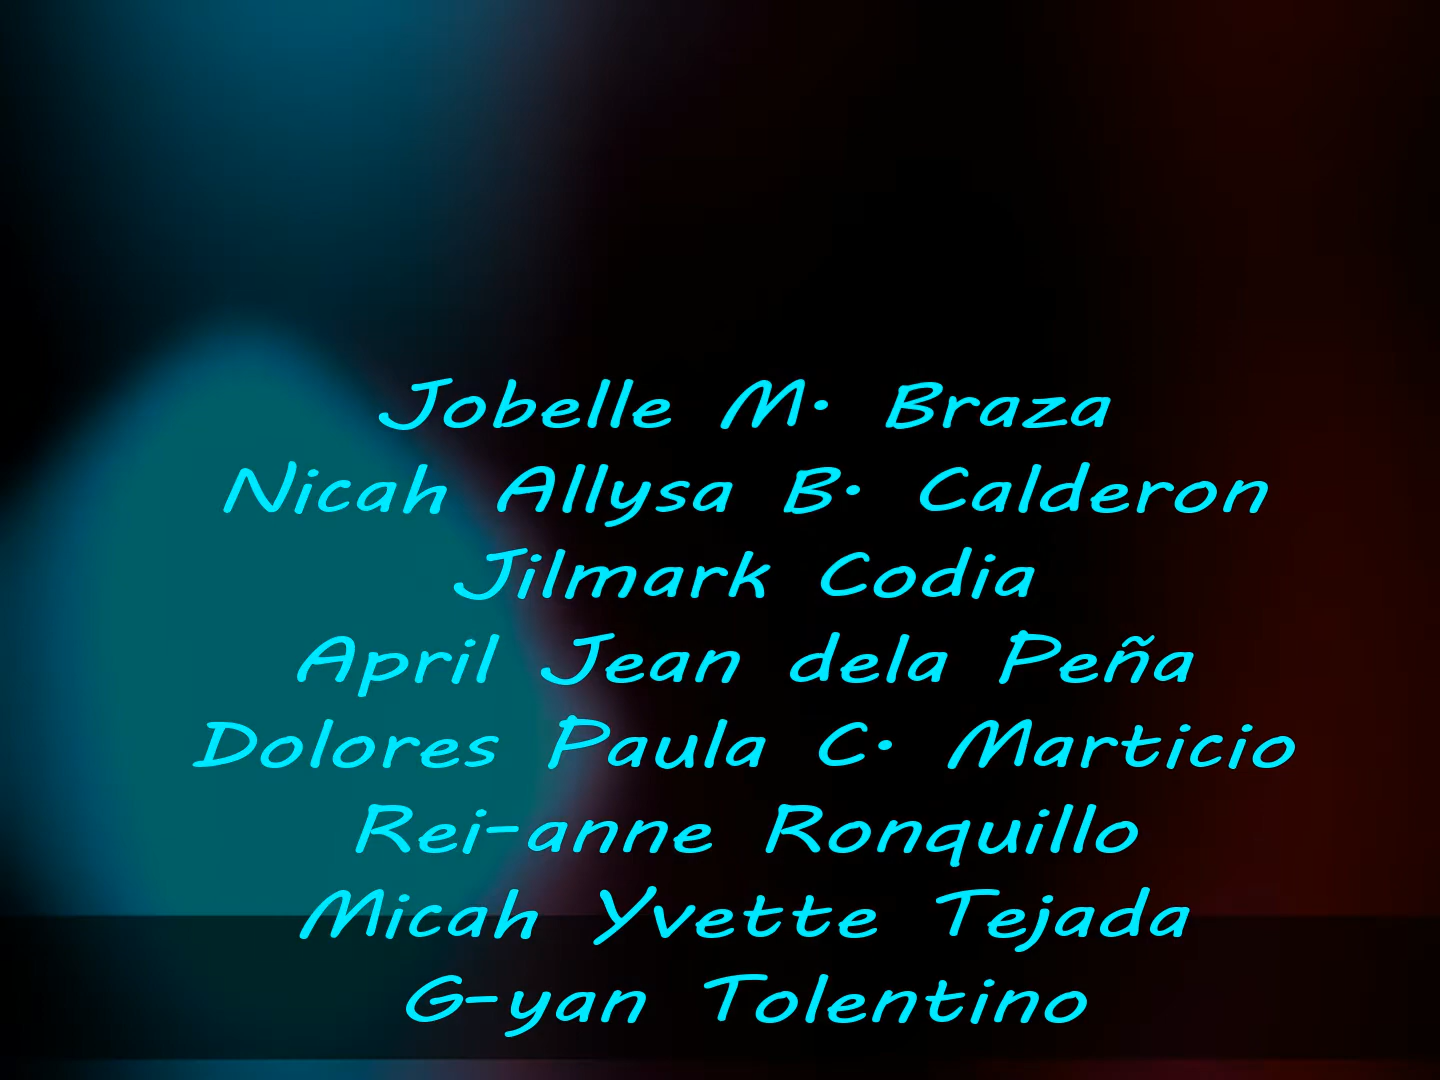 Jobelle M. Braza
Nicah Allysa B. Calderon
Jilmark Codia
April Jean dela Peña
Dolores Paula C. Marticio
Rei-anne Ronquillo
Micah Yvette Tejada
G-yan Tolentino